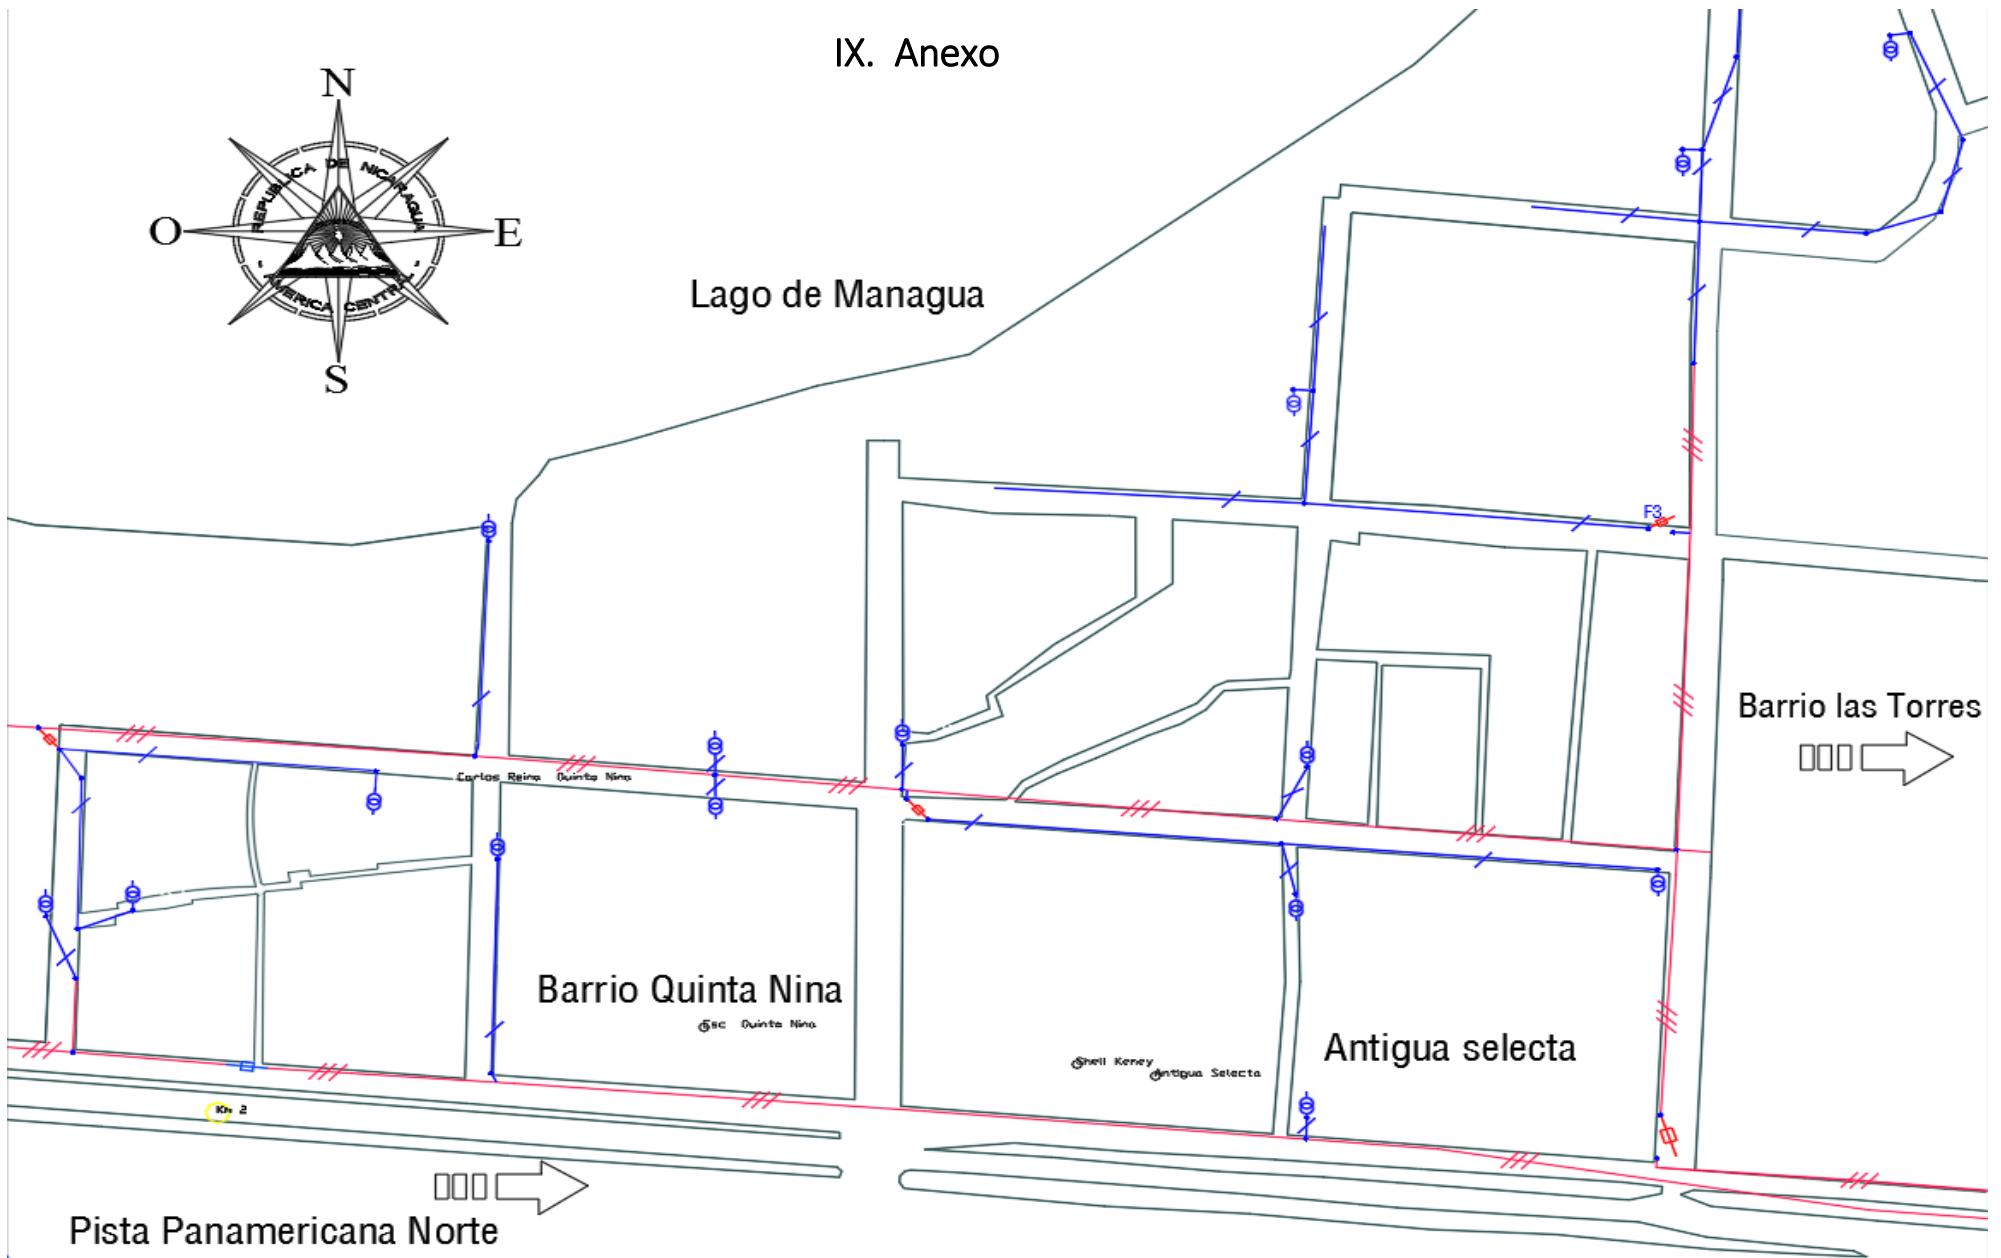 IX. Anexo
N
REPUBLICA DE NICARAGUA
O
E
AMERICA CENTRAL
S
Lago de Managua
F3
Barrio las Torres
Carlos Reina Quinta Nina
Barrio Quinta Nina
Esc Quinta Nina
Antigua selecta
Shell Keney
Antigua Selecta
Km 2
Pista Panamericana Norte